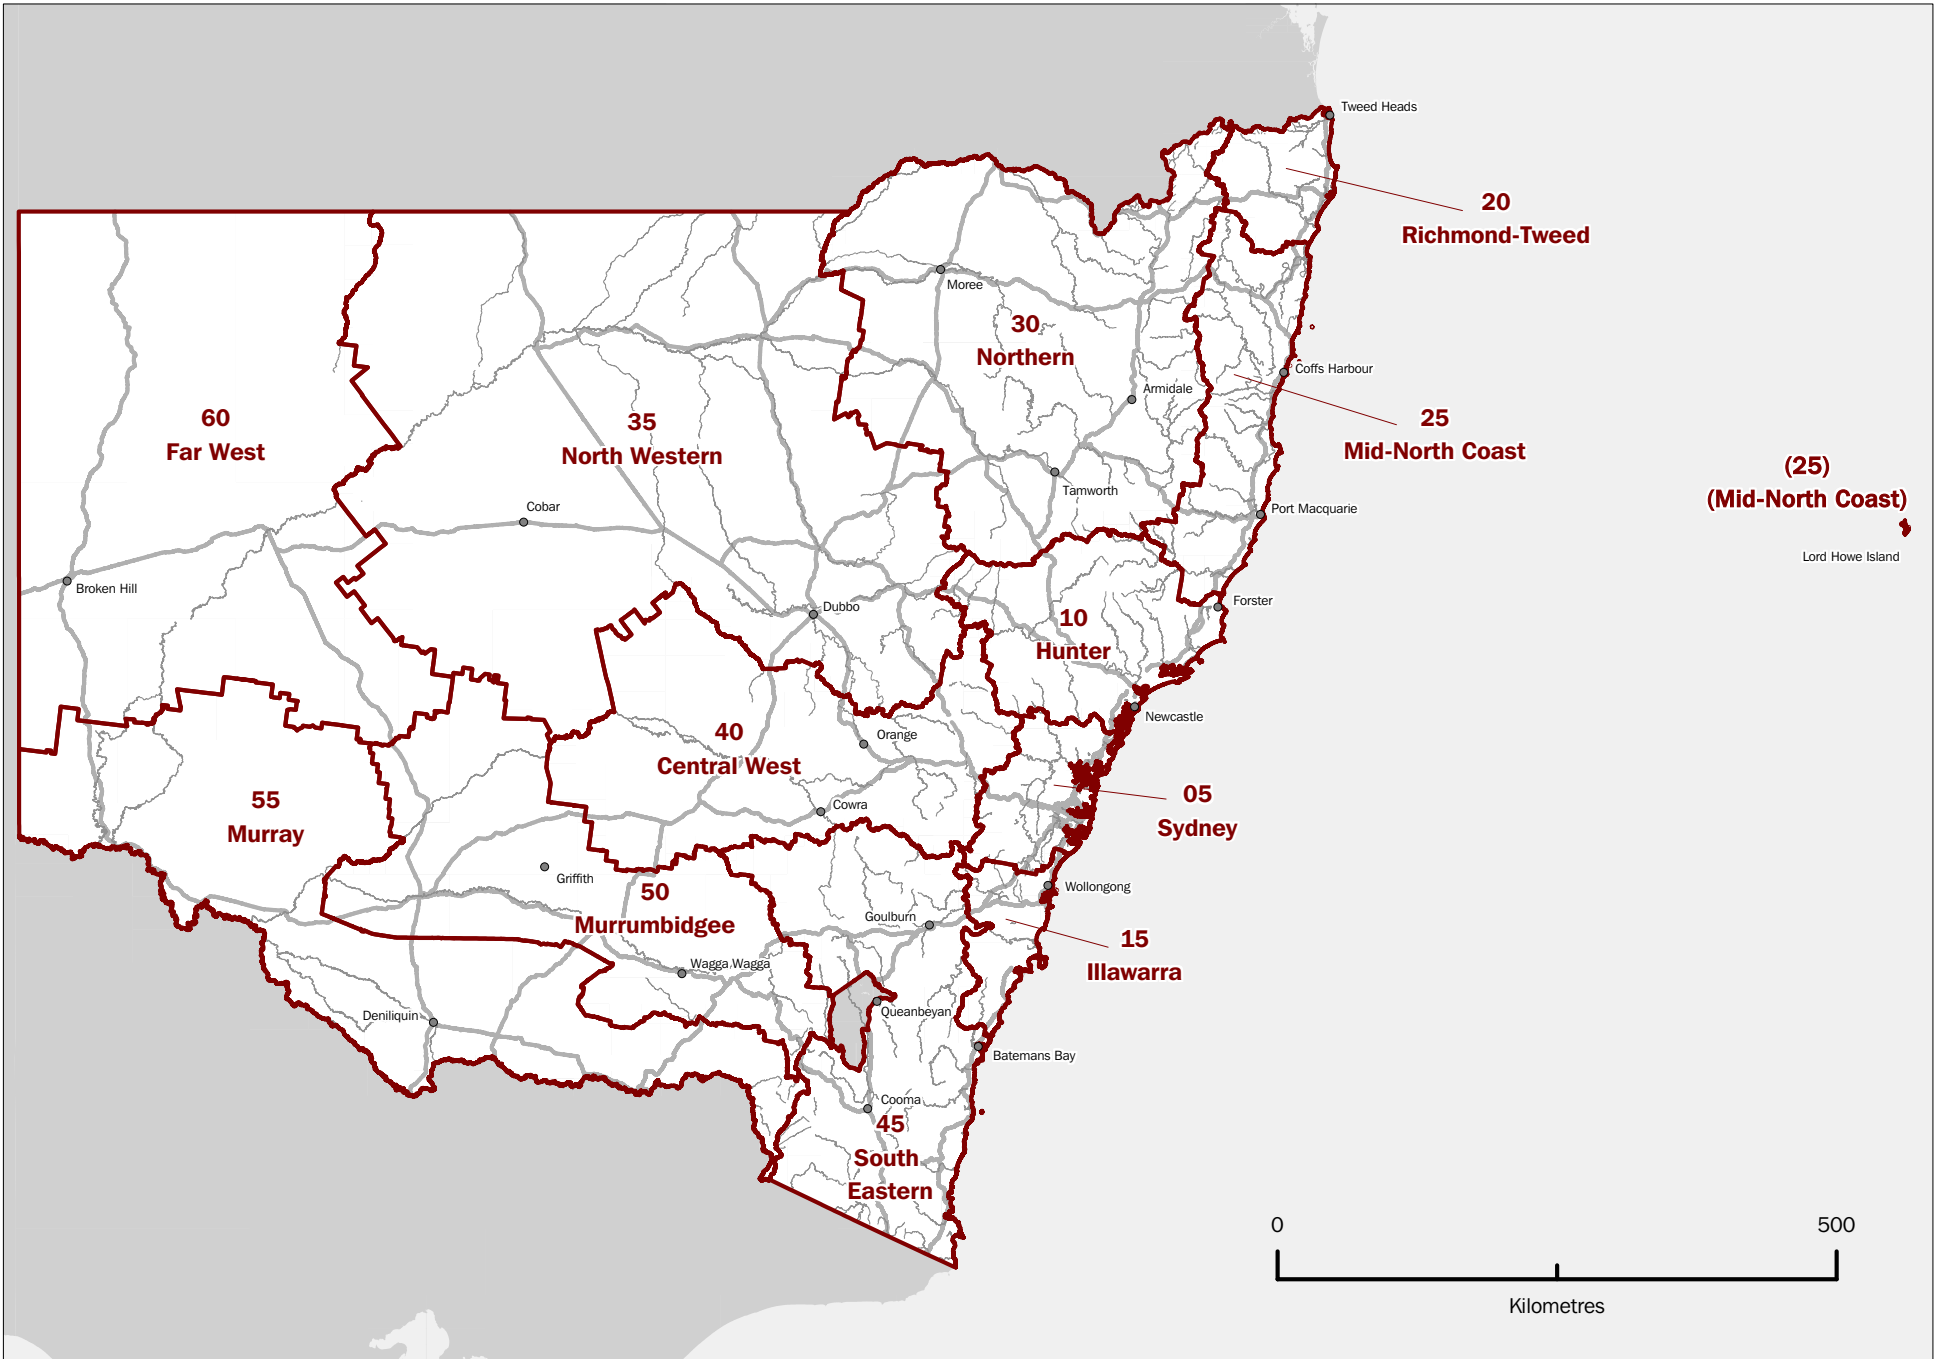 Tweed Heads
20
Richmond-Tweed
Moree
30
Northern
Coffs Harbour
Armidale
60
Far West
35
North Western
25
Mid-North Coast
(25)
(Mid-North Coast)
Lord Howe Island
Tamworth
Cobar
Port Macquarie
Broken Hill
Dubbo
Forster
10
Hunter
Newcastle
40
Central West
Orange
55
Murray
Cowra
05
Sydney
Griffith
50
Murrumbidgee
Wollongong
Goulburn
15
Illawarra
Wagga Wagga
Deniliquin
Queanbeyan
Batemans Bay
Cooma
45
South
Eastern
0
500
Kilometres